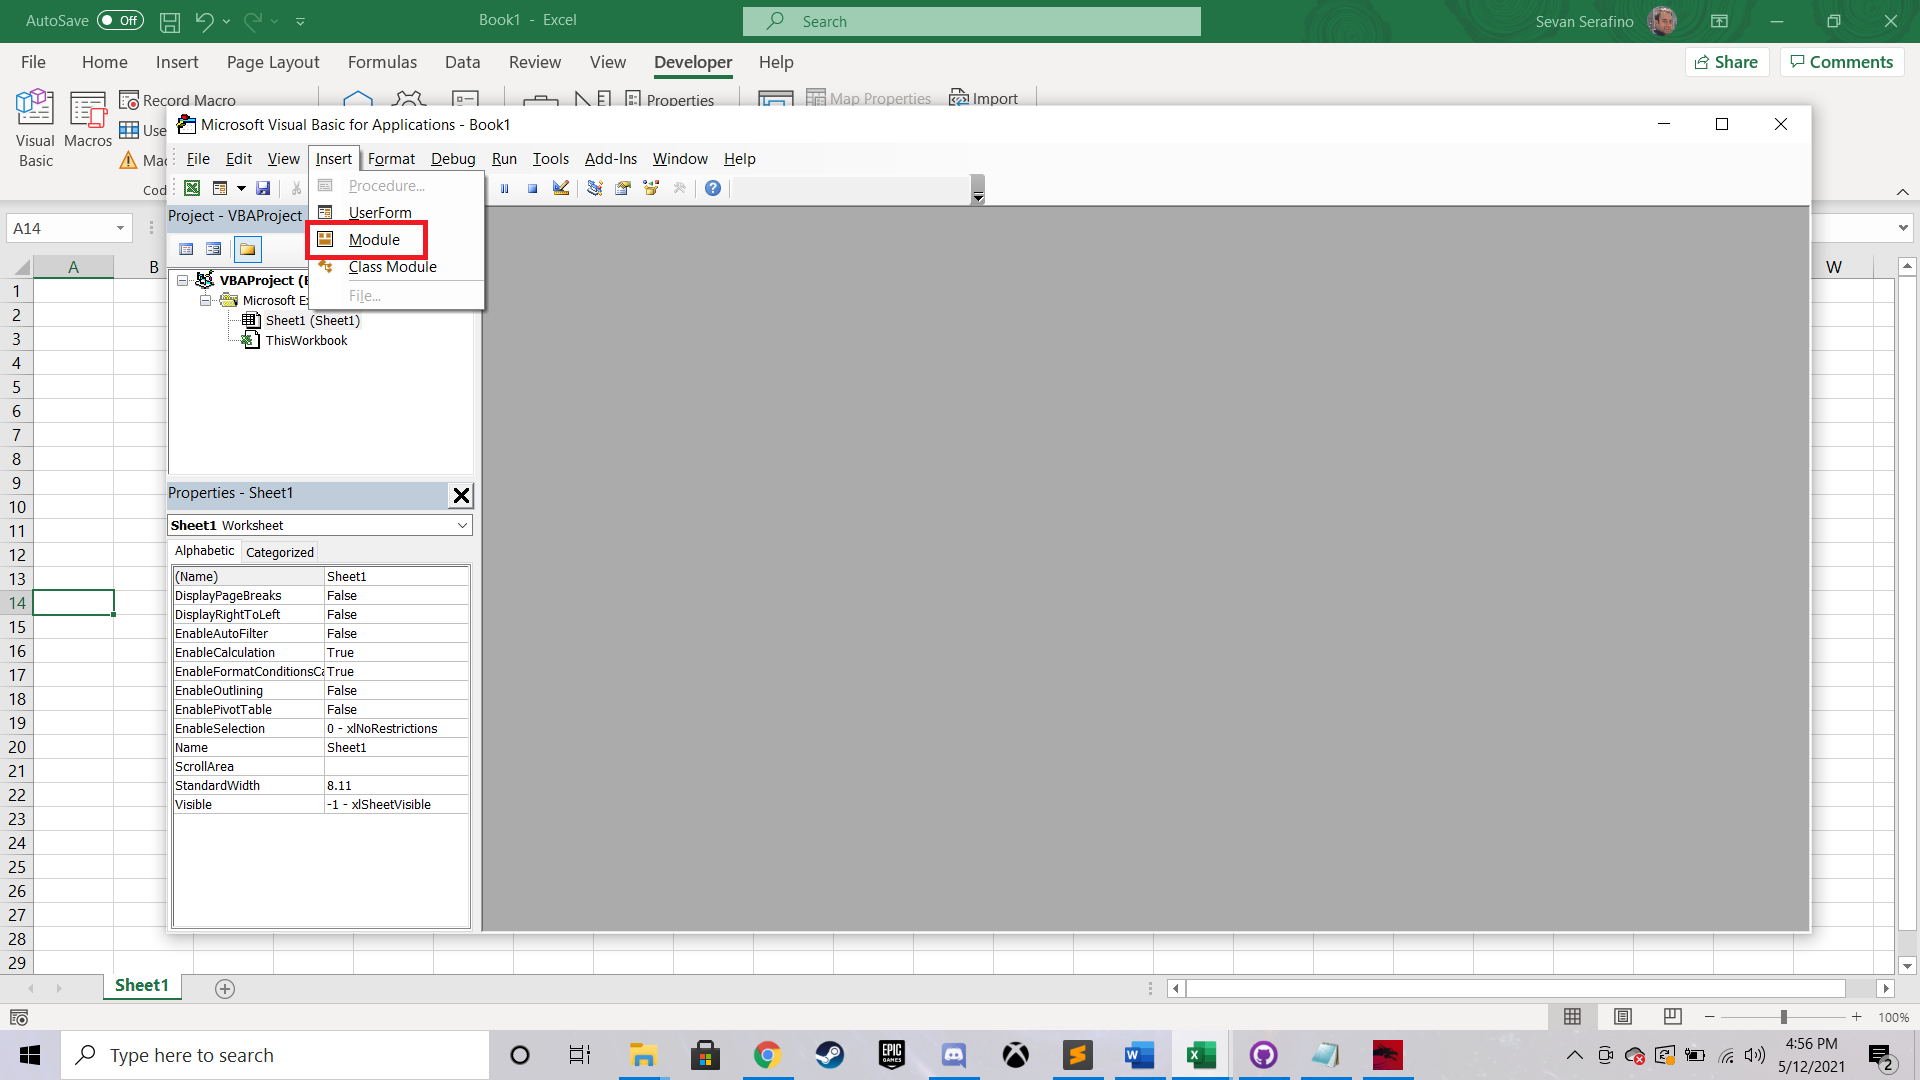 AutoSave Off
Book1 - Excel
Search
Sevan Serafino
File Home Insert Page Layout Formulas Data Review View Developer Help
Share Comments
Visual Basic
Macros
Record Macro
Use
Mac
Cod
Properties
Map Properties
Import
Microsoft Visual Basic for Applications - Book1
File Edit View Insert Format Debug Run Tools Add-Ins Window Help
Procedure...
UserForm
Module
Class Module
File...
Project - VBAProject
VBAProject (
Microsoft Ex
Sheet1 (Sheet1)
ThisWorkbook
Properties - Sheet1
Sheet1 Worksheet
Alphabetic Categorized
(Name) Sheet1
DisplayPageBreaks False
DisplayRightToLeft False
EnableAutoFilter False
EnableCalculation True
EnableFormatConditionsCa True
EnableOutlining False
EnablePivotTable False
EnableSelection 0 - xlNoRestrictions
Name Sheet1
ScrollArea
StandardWidth 8.11
Visible -1 - xlSheetVisible
A14
A B W
1
2
3
4
5
6
7
8
9
10
11
12
13
14
15
16
17
18
19
20
21
22
23
24
25
26
27
28
29
Sheet1
100%
Type here to search
EPIC GAMES
4:56 PM
5/12/2021
2